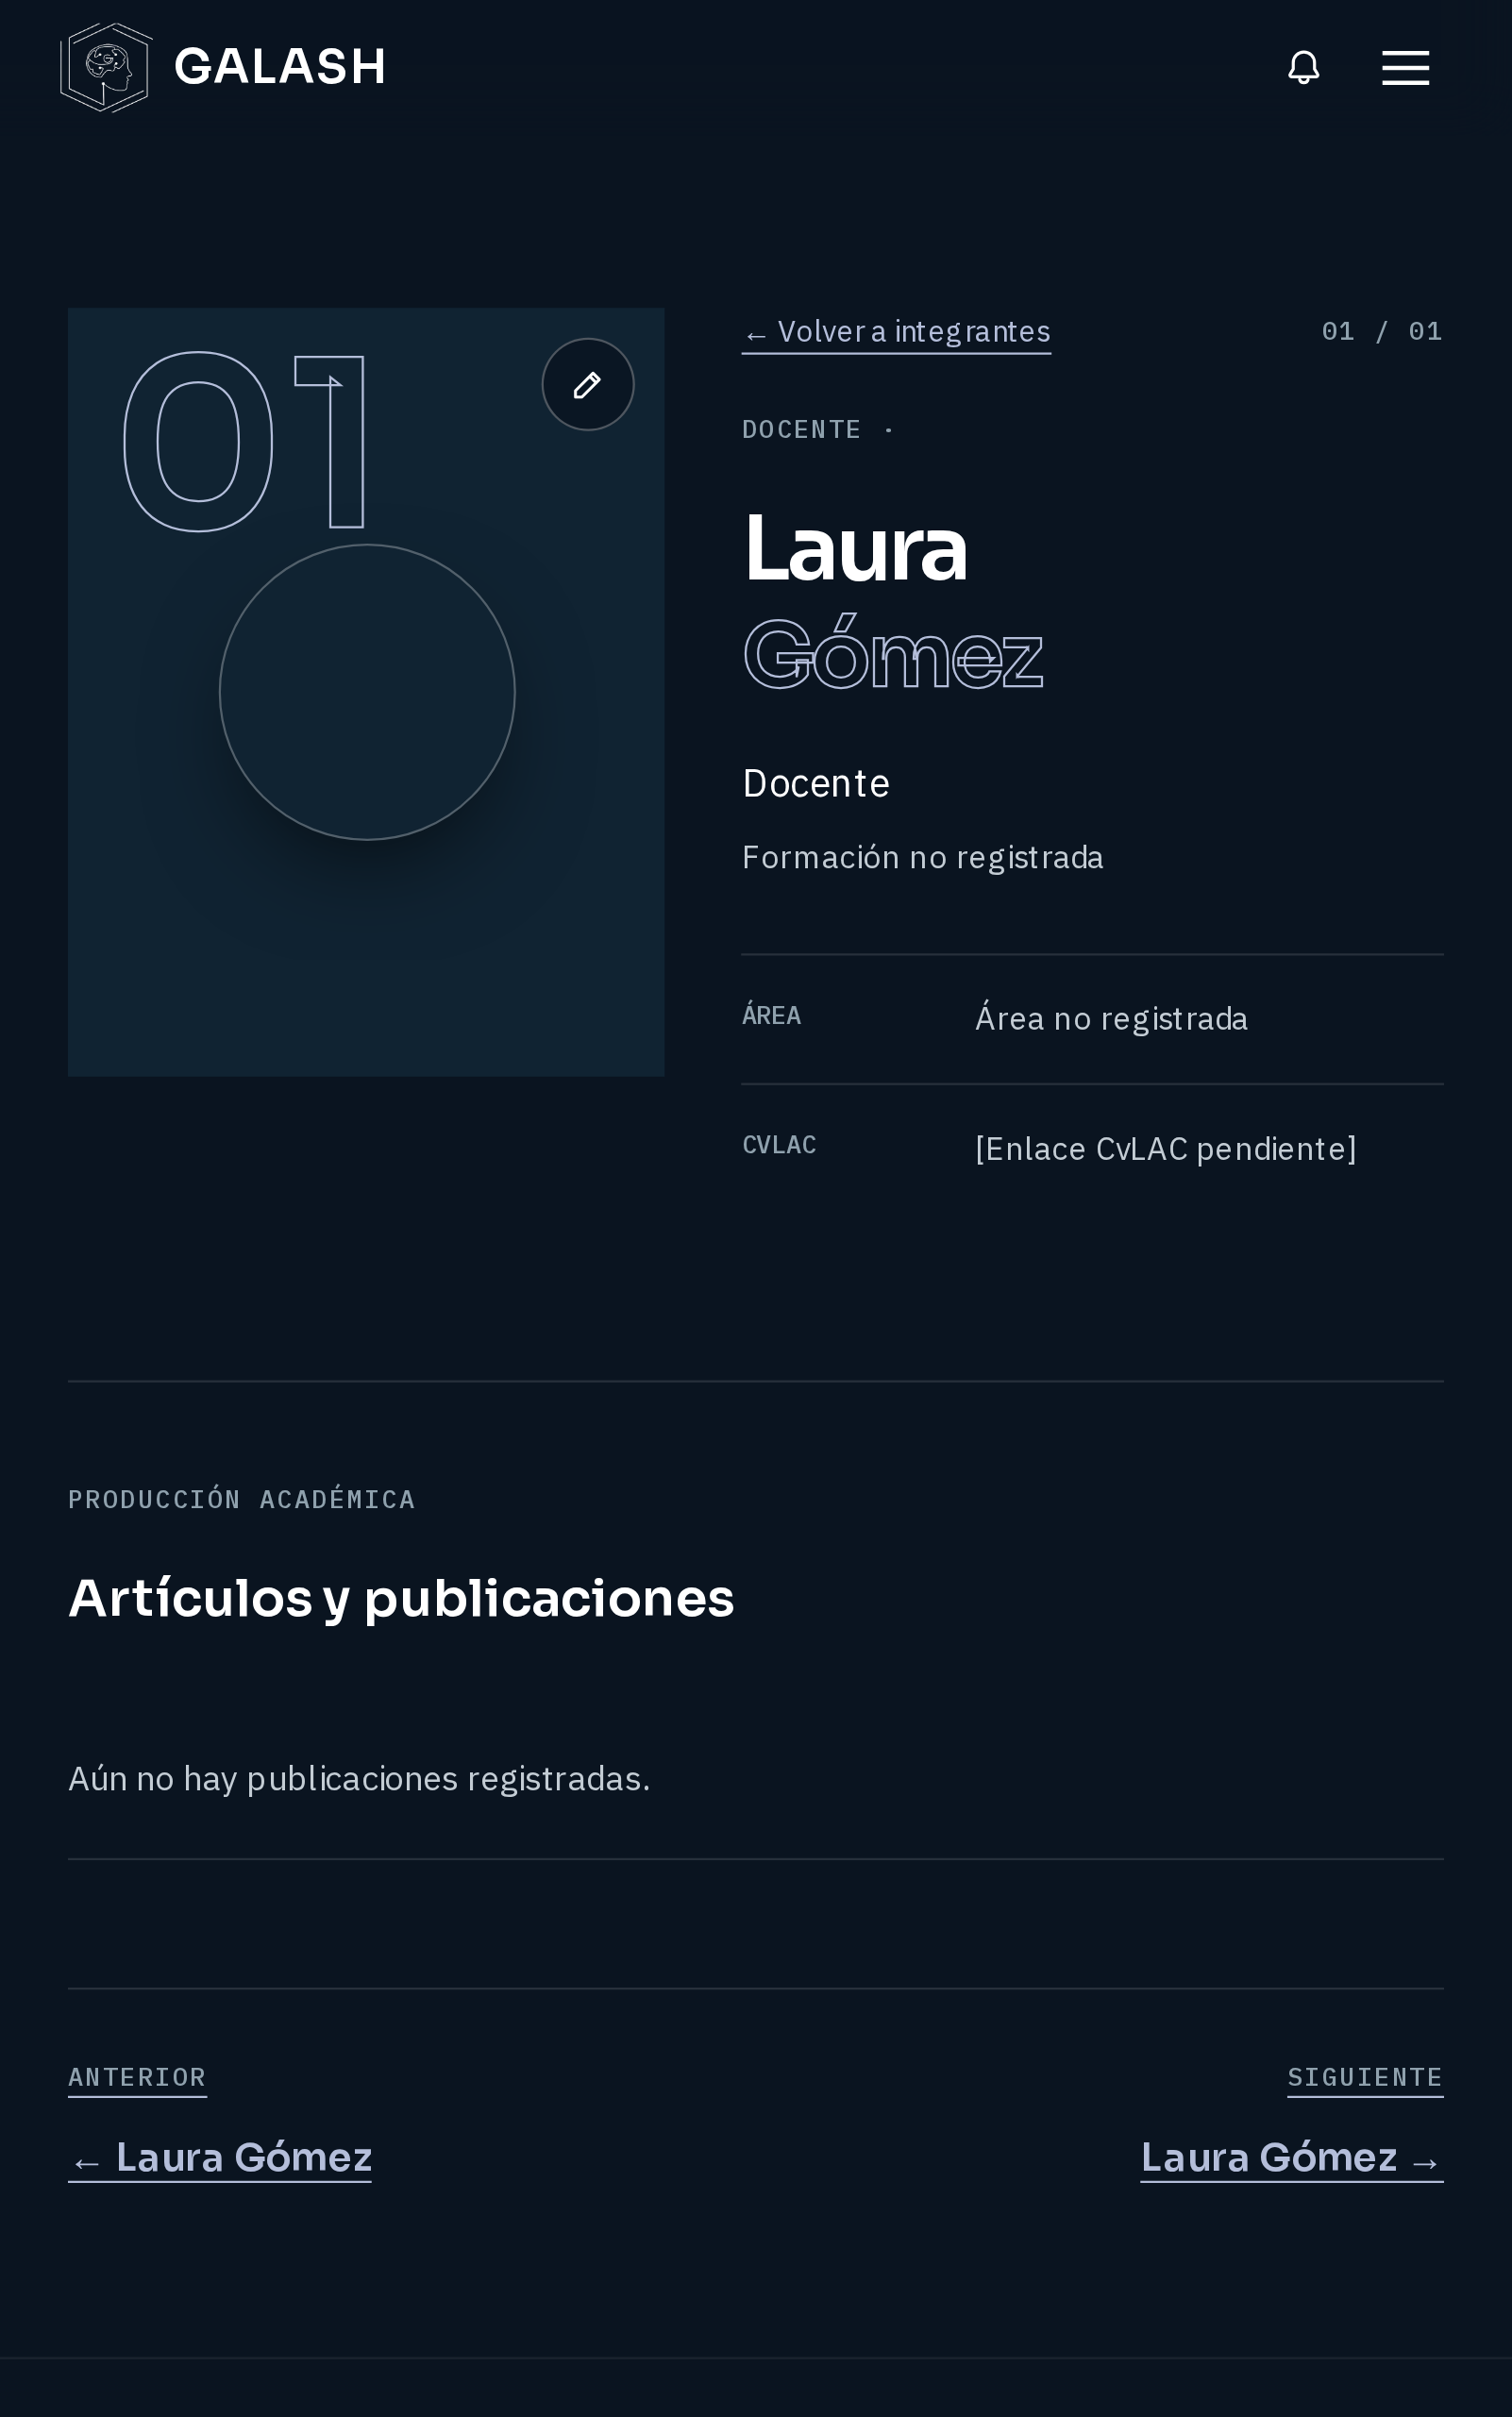 GALASH
01
← Volver a integrantes
01 / 01
DOCENTE ·
Laura
Gómez
Docente
Formación no registrada
ÁREA
Área no registrada
CVLAC
[Enlace CvLAC pendiente]
PRODUCCIÓN ACADÉMICA
Artículos y publicaciones
Aún no hay publicaciones registradas.
ANTERIOR
← Laura Gómez
SIGUIENTE
Laura Gómez →